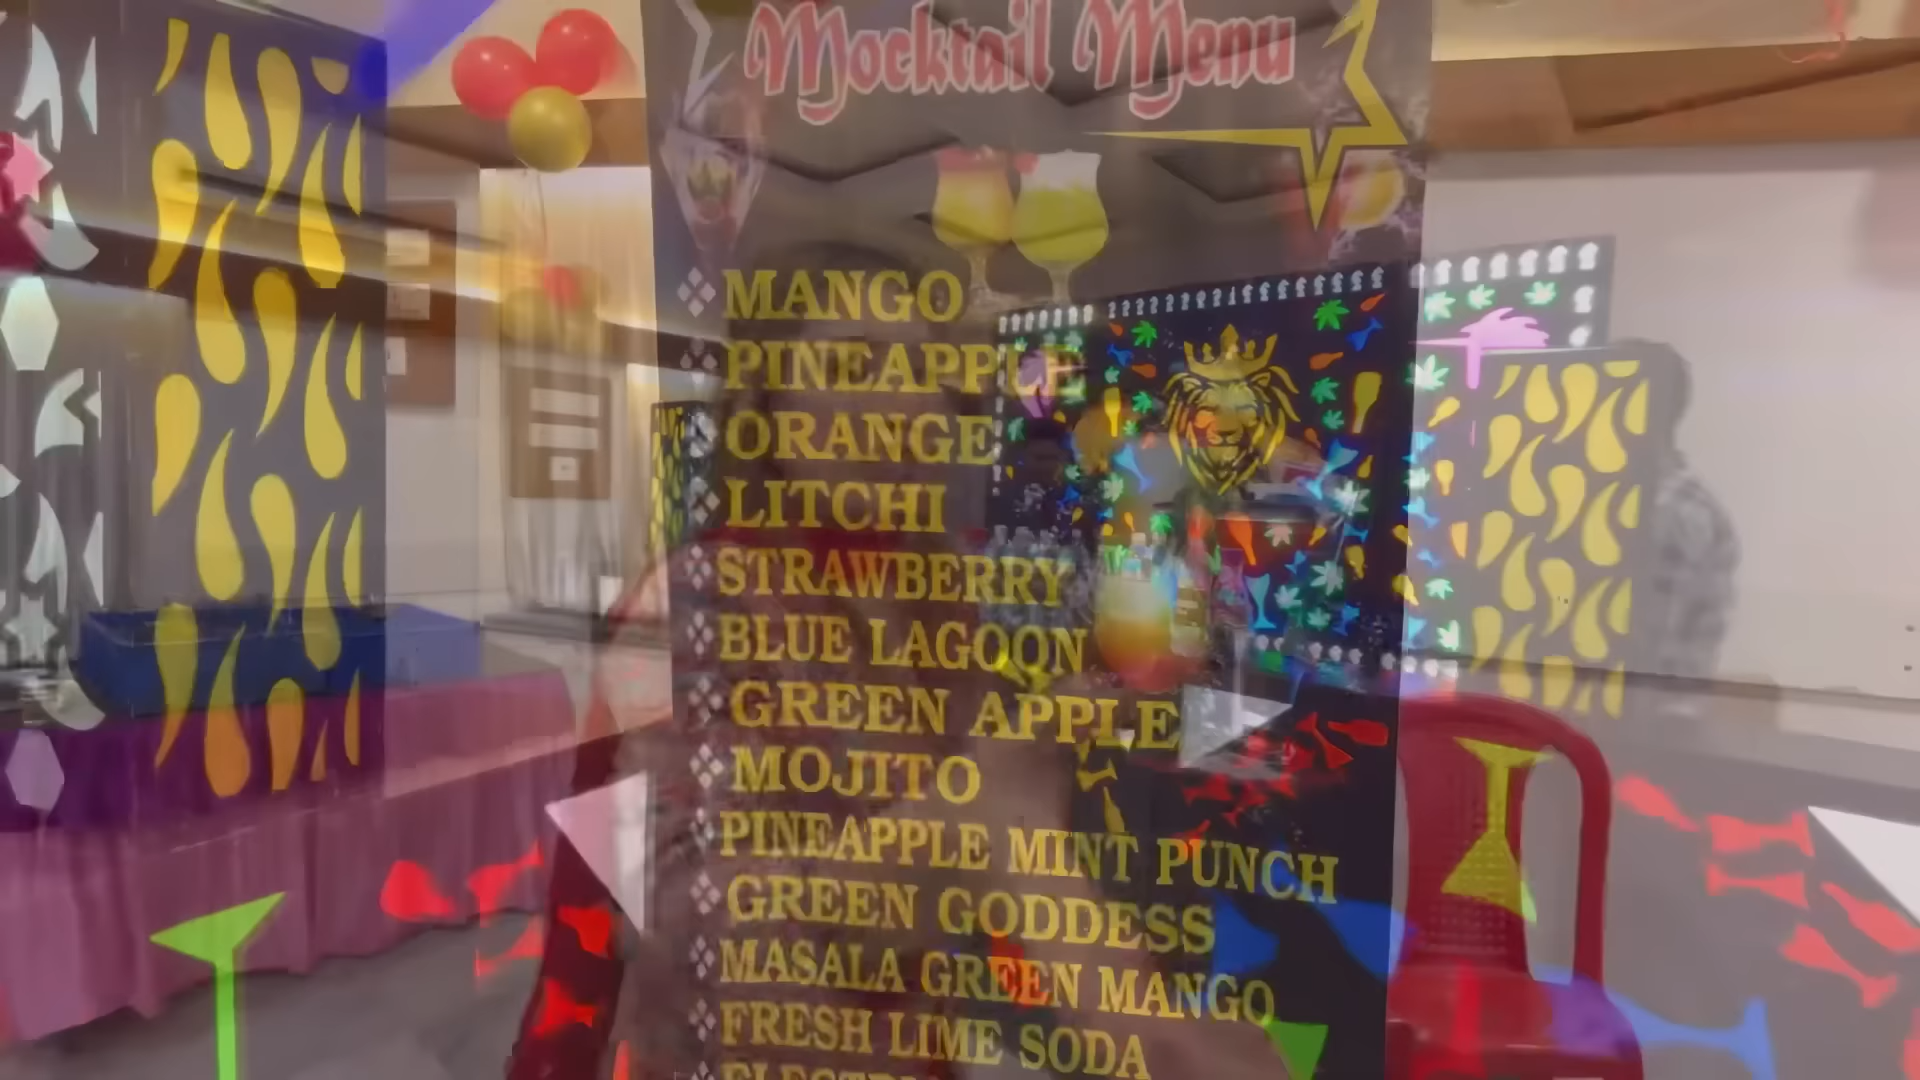 Mocktail Menu
MANGO
PINEAPPLE
ORANGE
LITCHI
STRAWBERRY
BLUE LAGOON
GREEN APPLE
MOJITO
PINEAPPLE MINT PUNCH
GREEN GODDESS
MASALA GREEN MANGO
FRESH LIME SODA